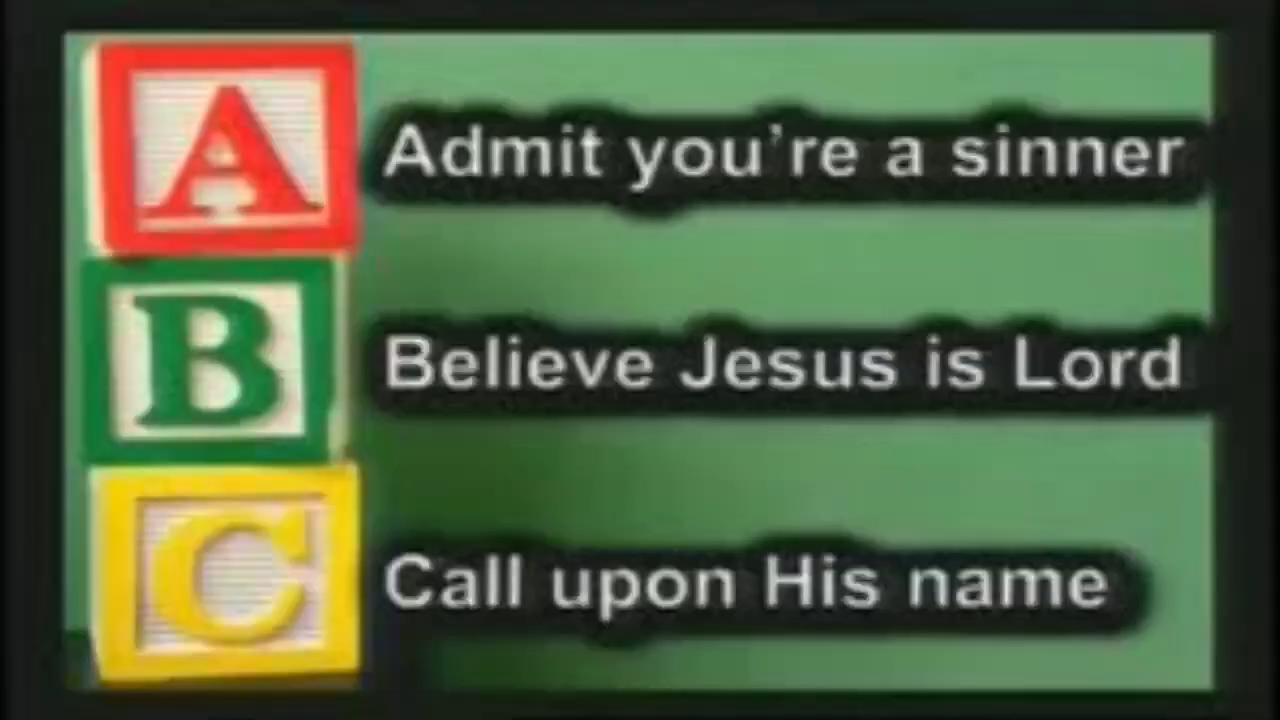 A
Admit you're a sinner
B
Believe Jesus is Lord
C
Call upon His name